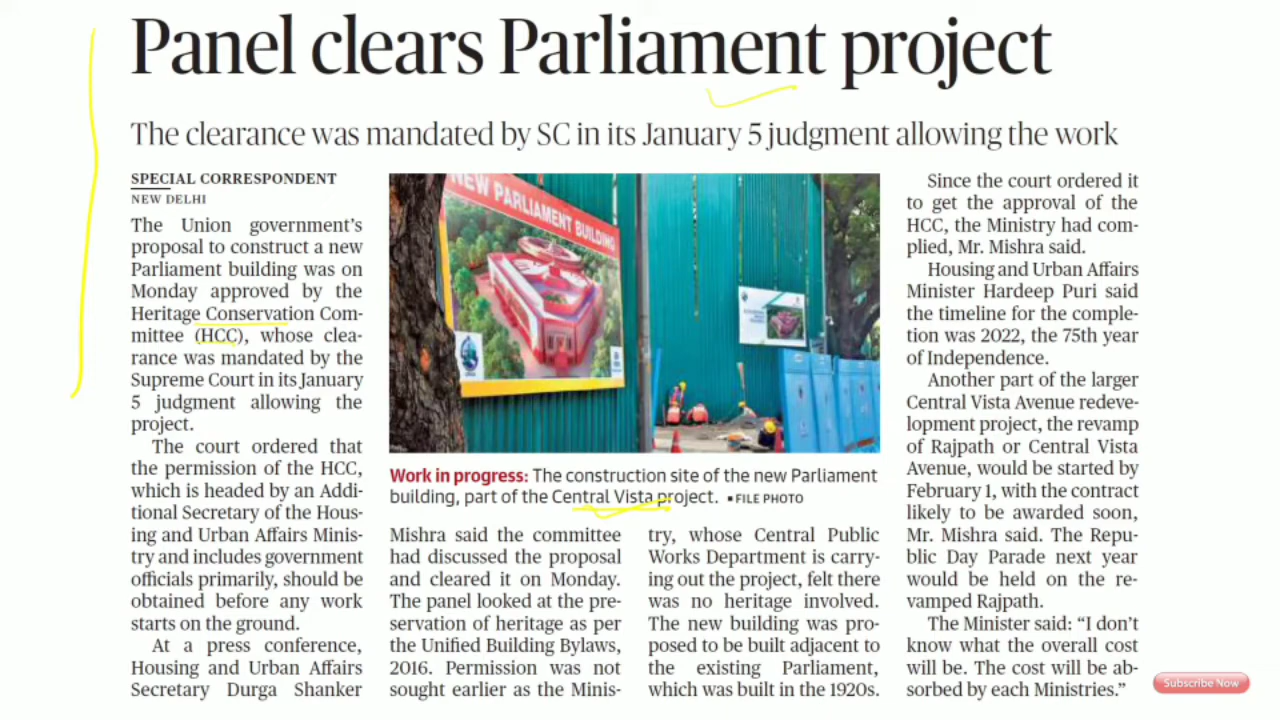 Panel clears Parliament project
The clearance was mandated by SC in its January 5 judgment allowing the work
SPECIAL CORRESPONDENT
NEW DELHI
The Union government's
proposal to construct a new
Parliament building was on
Monday approved by the
Heritage Conservation Com-
mittee (HCC), whose clea-
rance was mandated by the
Supreme Court in its January
5 judgment allowing the
project.
The court ordered that
the permission of the HCC,
which is headed by an Addi-
tional Secretary of the Hous-
ing and Urban Affairs Minis-
try and includes government
officials primarily, should be
obtained before any work
starts on the ground.
At a press conference,
Housing and Urban Affairs
Secretary Durga Shanker
NEW PARLIAMENT BUILDING
Work in progress: The construction site of the new Parliament
building, part of the Central Vista project. ▪FILE PHOTO
Mishra said the committee
had discussed the proposal
and cleared it on Monday.
The panel looked at the pre-
servation of heritage as per
the Unified Building Bylaws,
2016. Permission was not
sought earlier as the Minis-
try, whose Central Public
Works Department is carry-
ing out the project, felt there
was no heritage involved.
The new building was pro-
posed to be built adjacent to
the existing Parliament,
which was built in the 1920s.
Since the court ordered it
to get the approval of the
HCC, the Ministry had com-
plied, Mr. Mishra said.
Housing and Urban Affairs
Minister Hardeep Puri said
the timeline for the comple-
tion was 2022, the 75th year
of Independence.
Another part of the larger
Central Vista Avenue redeve-
lopment project, the revamp
of Rajpath or Central Vista
Avenue, would be started by
February 1, with the contract
likely to be awarded soon,
Mr. Mishra said. The Repu-
blic Day Parade next year
would be held on the re-
vamped Rajpath.
The Minister said: "I don't
know what the overall cost
will be. The cost will be ab-
sorbed by each Ministries."
Subscribe Now